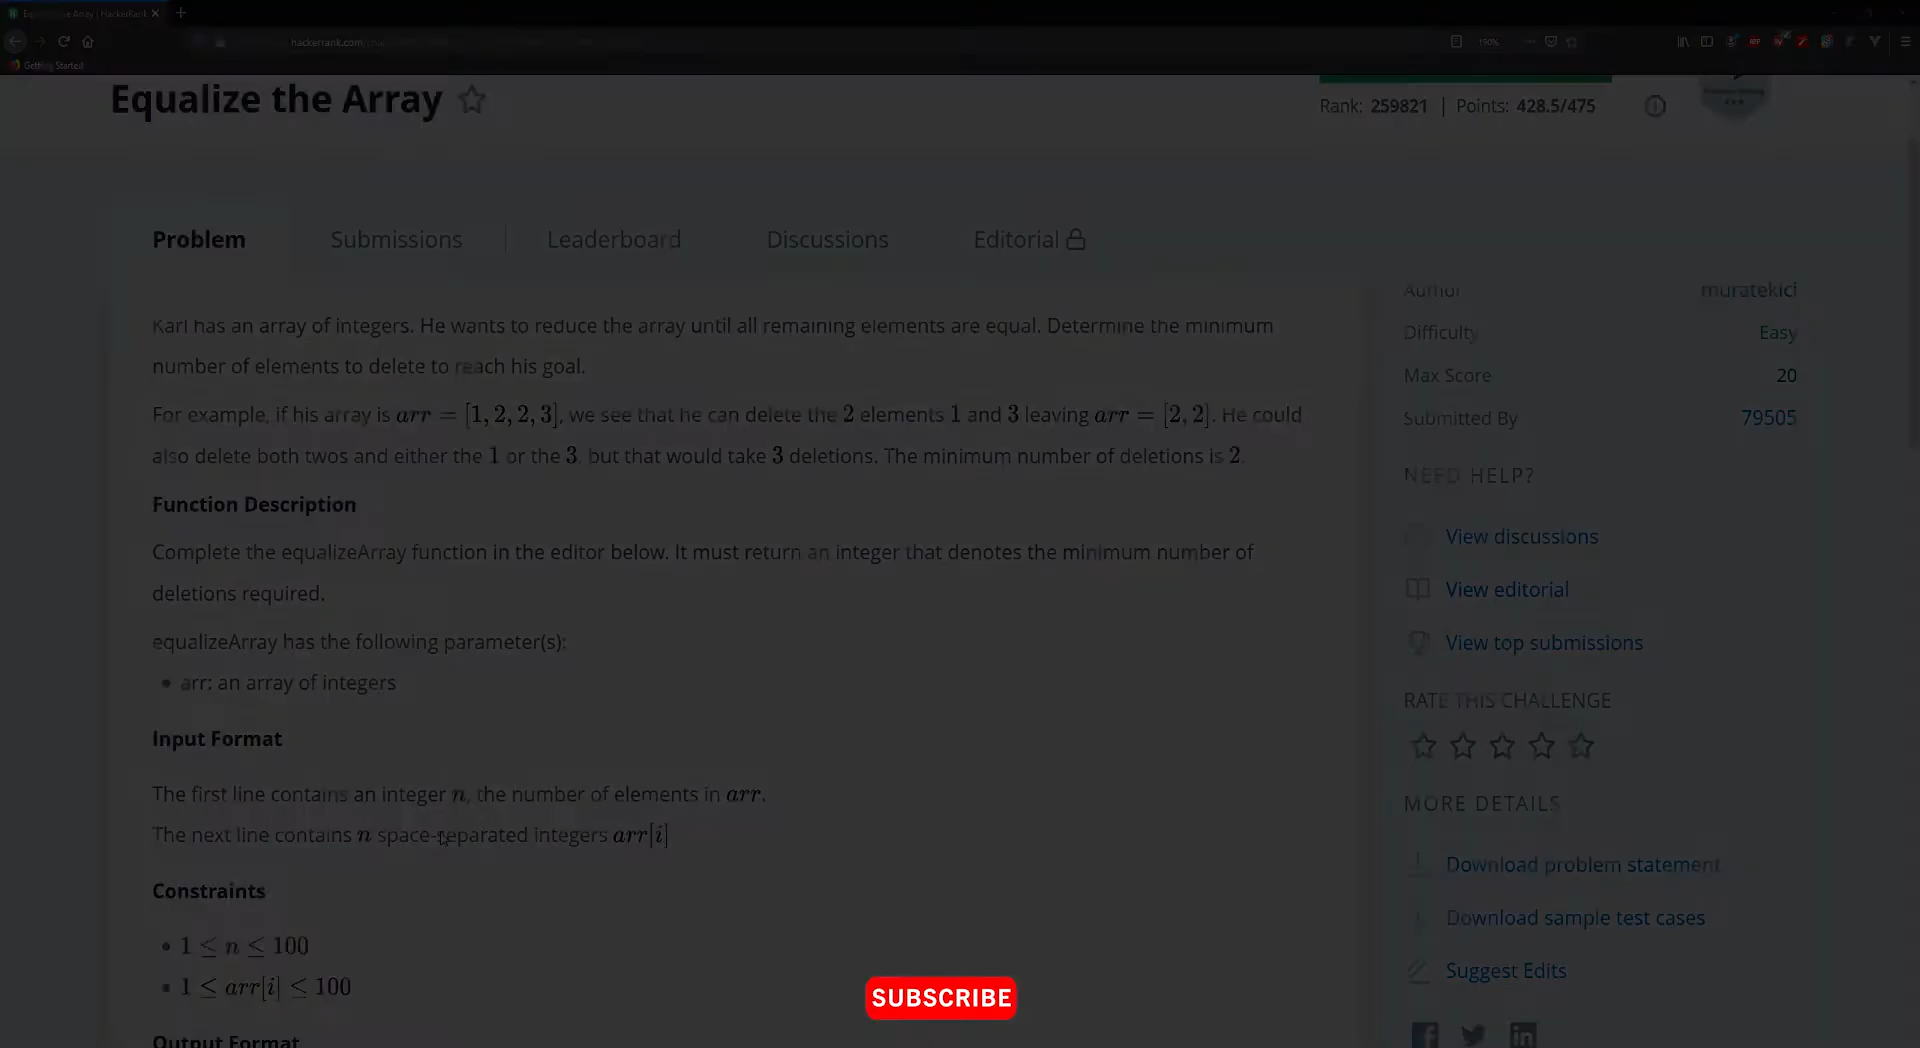 Getting Started
hackerrank.com
190%
Equalize the Array
Rank: 259821 | Points: 428.5/475
Problem
Submissions
Leaderboard
Discussions
Editorial
Karl has an array of integers. He wants to reduce the array until all remaining elements are equal. Determine the minimum
number of elements to delete to reach his goal.
For example, if his array is arr = [1, 2, 2, 3], we see that he can delete the 2 elements 1 and 3 leaving arr = [2, 2]. He could
also delete both twos and either the 1 or the 3, but that would take 3 deletions. The minimum number of deletions is 2.
Function Description
Complete the equalizeArray function in the editor below. It must return an integer that denotes the minimum number of
deletions required.
equalizeArray has the following parameter(s):
• arr: an array of integers
Input Format
The first line contains an integer n, the number of elements in arr.
The next line contains n space-separated integers arr[i]
Constraints
• 1 ≤ n ≤ 100
• 1 ≤ arr[i] ≤ 100
Output Format
Author muratekici
Difficulty Easy
Max Score 20
Submitted By 79505
NEED HELP?
View discussions
View editorial
View top submissions
RATE THIS CHALLENGE
MORE DETAILS
Download problem statement
Download sample test cases
Suggest Edits
SUBSCRIBE